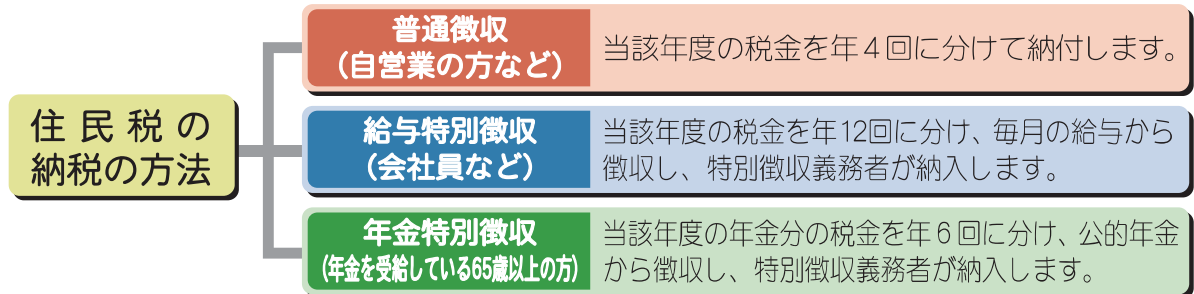 住民税の
納税の方法
普通徴収
(自営業の方など)
当該年度の税金を年4回に分けて納付します。
給与特別徴収
(会社員など)
当該年度の税金を年12回に分け、毎月の給与から
徴収し、特別徴収義務者が納入します。
年金特別徴収
(年金を受給している65歳以上の方)
当該年度の年金分の税金を年6回に分け、公的年金
から徴収し、特別徴収義務者が納入します。